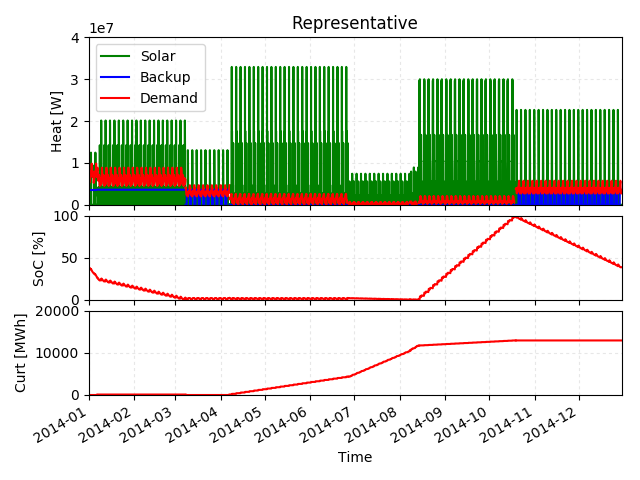 Representative
1e7
4
3
2
1
0
Heat [W]
Solar
Backup
Demand
100
50
0
SoC [%]
20000
10000
0
Curt [MWh]
2014-01
2014-02
2014-03
2014-04
2014-05
2014-06
2014-07
2014-08
2014-09
2014-10
2014-11
2014-12
Time